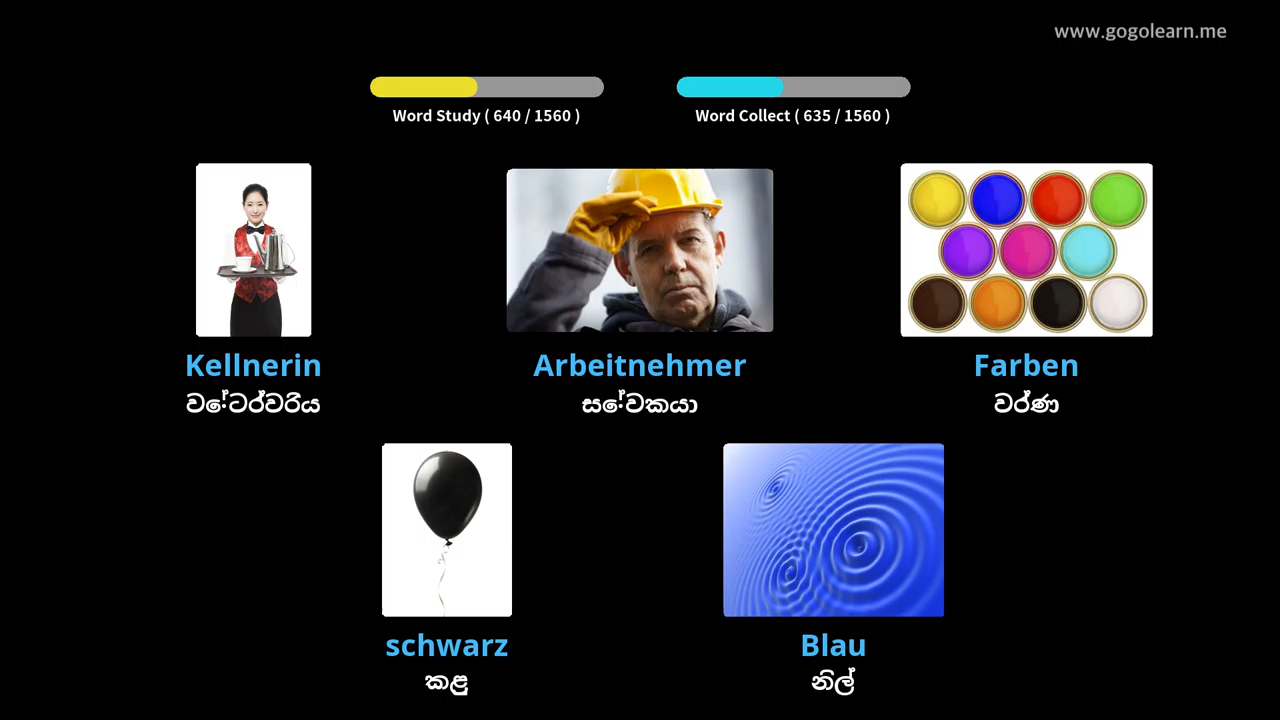 www.gogolearn.me
Word Study ( 640 / 1560 )
Word Collect ( 635 / 1560 )
Kellnerin
වේටර්වරිය
Arbeitnehmer
සේවකයා
Farben
වර්ණ
schwarz
කළු
Blau
නිල්